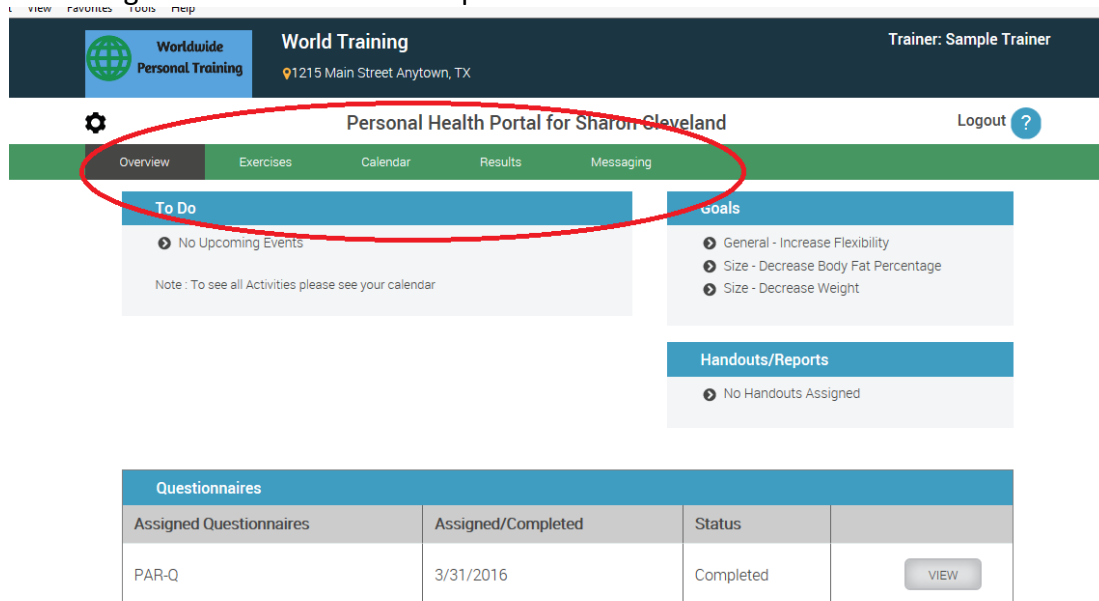 View Favorites Tools Help
Worldwide
Personal Training
World Training
1215 Main Street Anytown, TX
Trainer: Sample Trainer
Personal Health Portal for Sharon Cleveland
Logout ?
Overview Exercises Calendar Results Messaging
To Do
No Upcoming Events
Note : To see all Activities please see your calendar
Goals
General - Increase Flexibility
Size - Decrease Body Fat Percentage
Size - Decrease Weight
Handouts/Reports
No Handouts Assigned
Questionnaires
Assigned Questionnaires Assigned/Completed Status
PAR-Q 3/31/2016 Completed VIEW